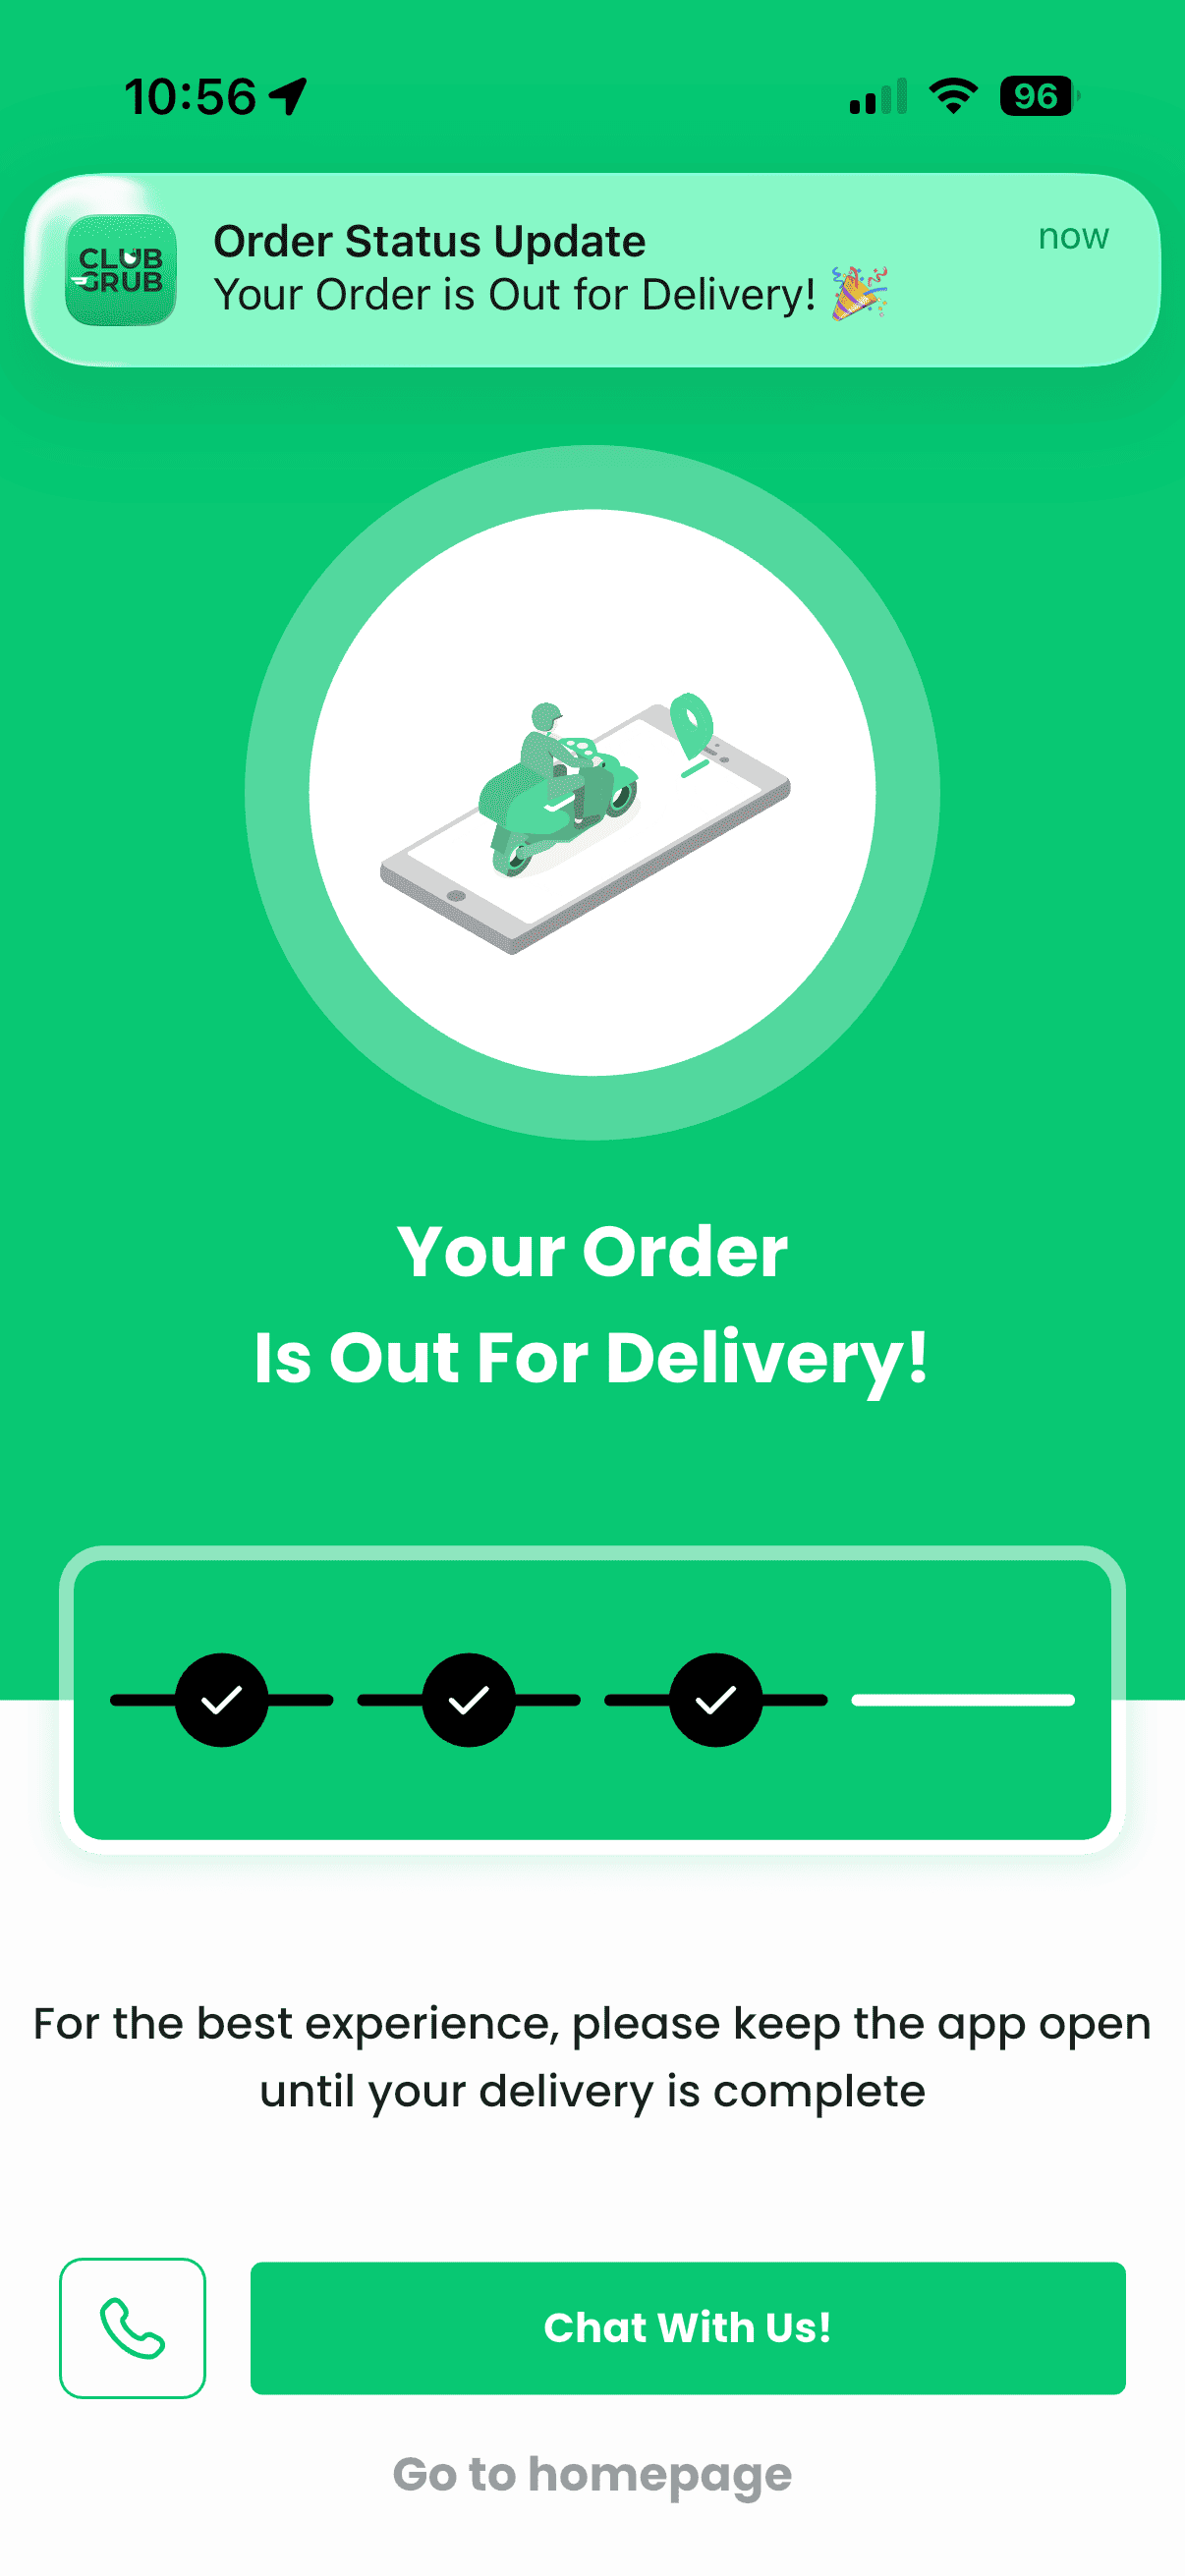 10:56
96
CLUB
GRUB
Order Status Update
now
Your Order is Out for Delivery! 🎉
Your Order
Is Out For Delivery!
For the best experience, please keep the app open
until your delivery is complete
Chat With Us!
Go to homepage